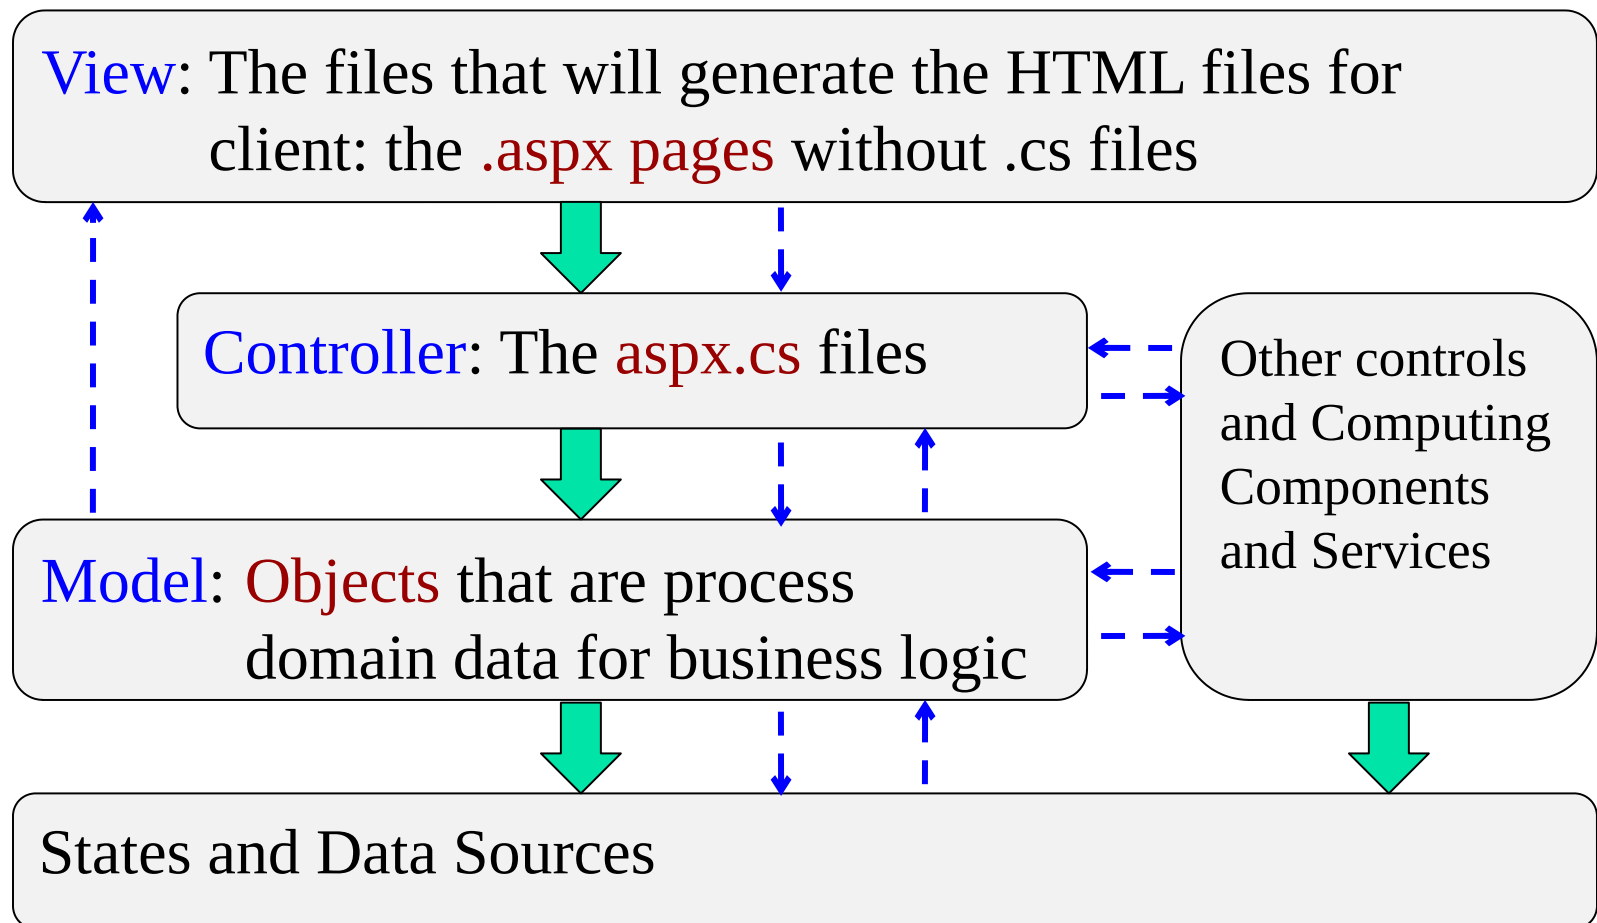 View: The files that will generate the HTML files for
client: the .aspx pages without .cs files
Controller: The aspx.cs files
Other controls
and Computing
Components
and Services
Model: Objects that are process
domain data for business logic
States and Data Sources